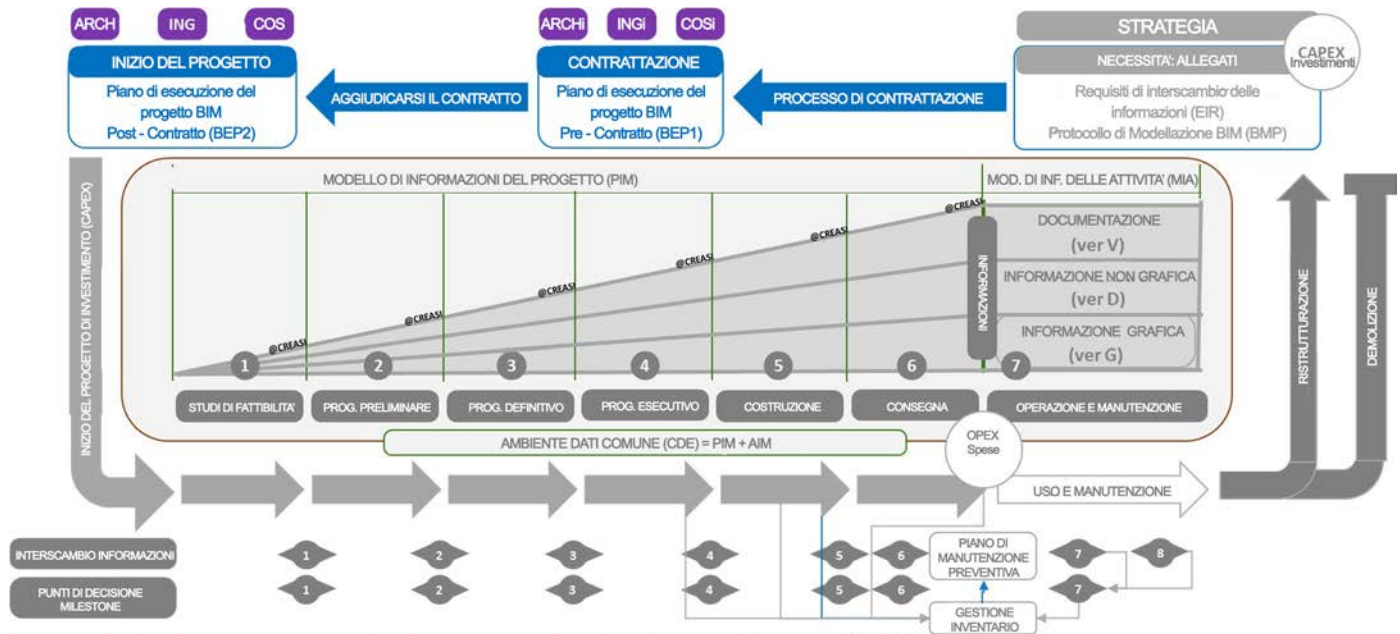 ARCH
ING
COS
ARCHi
INGi
COSi
STRATEGIA
CAPEX
Investimenti
INIZIO DEL PROGETTO
Piano di esecuzione del
progetto BIM
Post - Contratto (BEP2)
AGGIUDICARSI IL CONTRATTO
CONTRATTAZIONE
Piano di esecuzione del
progetto BIM
Pre - Contratto (BEP1)
PROCESSO DI CONTRATTAZIONE
NECESSITA': ALLEGATI
Requisiti di interscambio delle
informazioni (EIR)
Protocollo di Modellazione BIM (BMP)
INIZIO DEL PROGETTO DI INVESTIMENTO (CAPEX)
MODELLO DI INFORMAZIONI DEL PROGETTO (PIM)
MOD. DI INF. DELLE ATTIVITA' (MIA)
@CREASI
@CREASI
@CREASI
@CREASI
@CREASI
@CREASI
INFORMAZIONI
DOCUMENTAZIONE
(ver V)
INFORMAZIONE NON GRAFICA
(ver D)
INFORMAZIONE GRAFICA
(ver G)
1
2
3
4
5
6
7
STUDI DI FATTIBILITA'
PROG. PRELIMINARE
PROG. DEFINITIVO
PROG. ESECUTIVO
COSTRUZIONE
CONSEGNA
OPERAZIONE E MANUTENZIONE
AMBIENTE DATI COMUNE (CDE) = PIM + AIM
OPEX
Spese
USO E MANUTENZIONE
RISTRUTTURAZIONE
DEMOLIZIONE
INTERSCAMBIO INFORMAZIONI
1
2
3
4
5
6
PIANO DI
MANUTENZIONE
PREVENTIVA
7
8
PUNTI DI DECISIONE
MILESTONE
1
2
3
4
5
6
7
GESTIONE
INVENTARIO